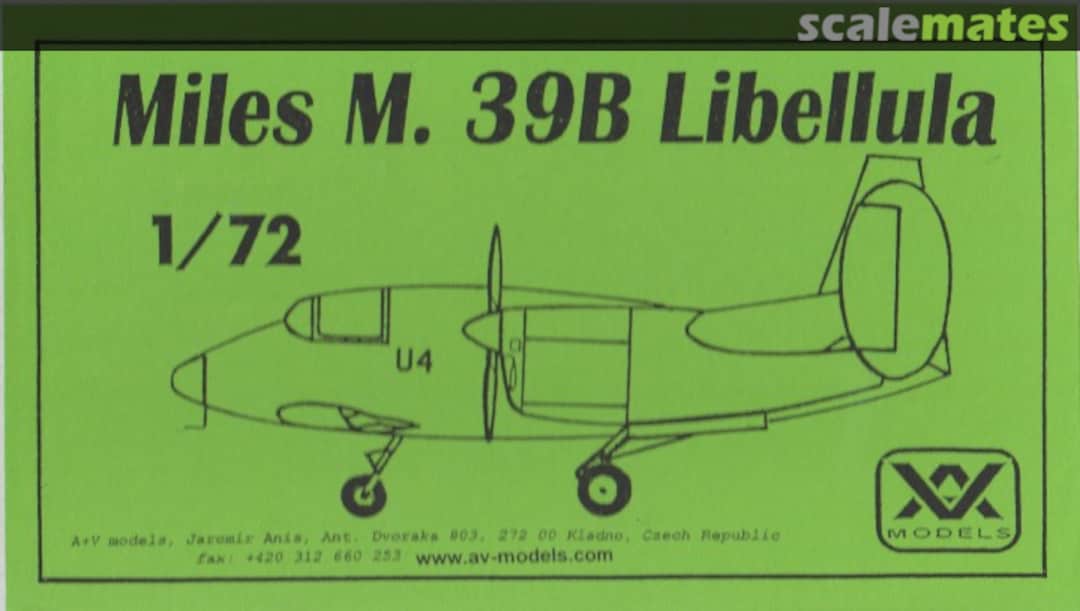 scalemates
Miles M. 39B Libellula
1/72
U4
A+V models, Jaromir Anis, Ant. Dvoraka 803, 272 00 Kladno, Czech Republic
fax: +420 312 660 253 www.av-models.com
AV
MODELS